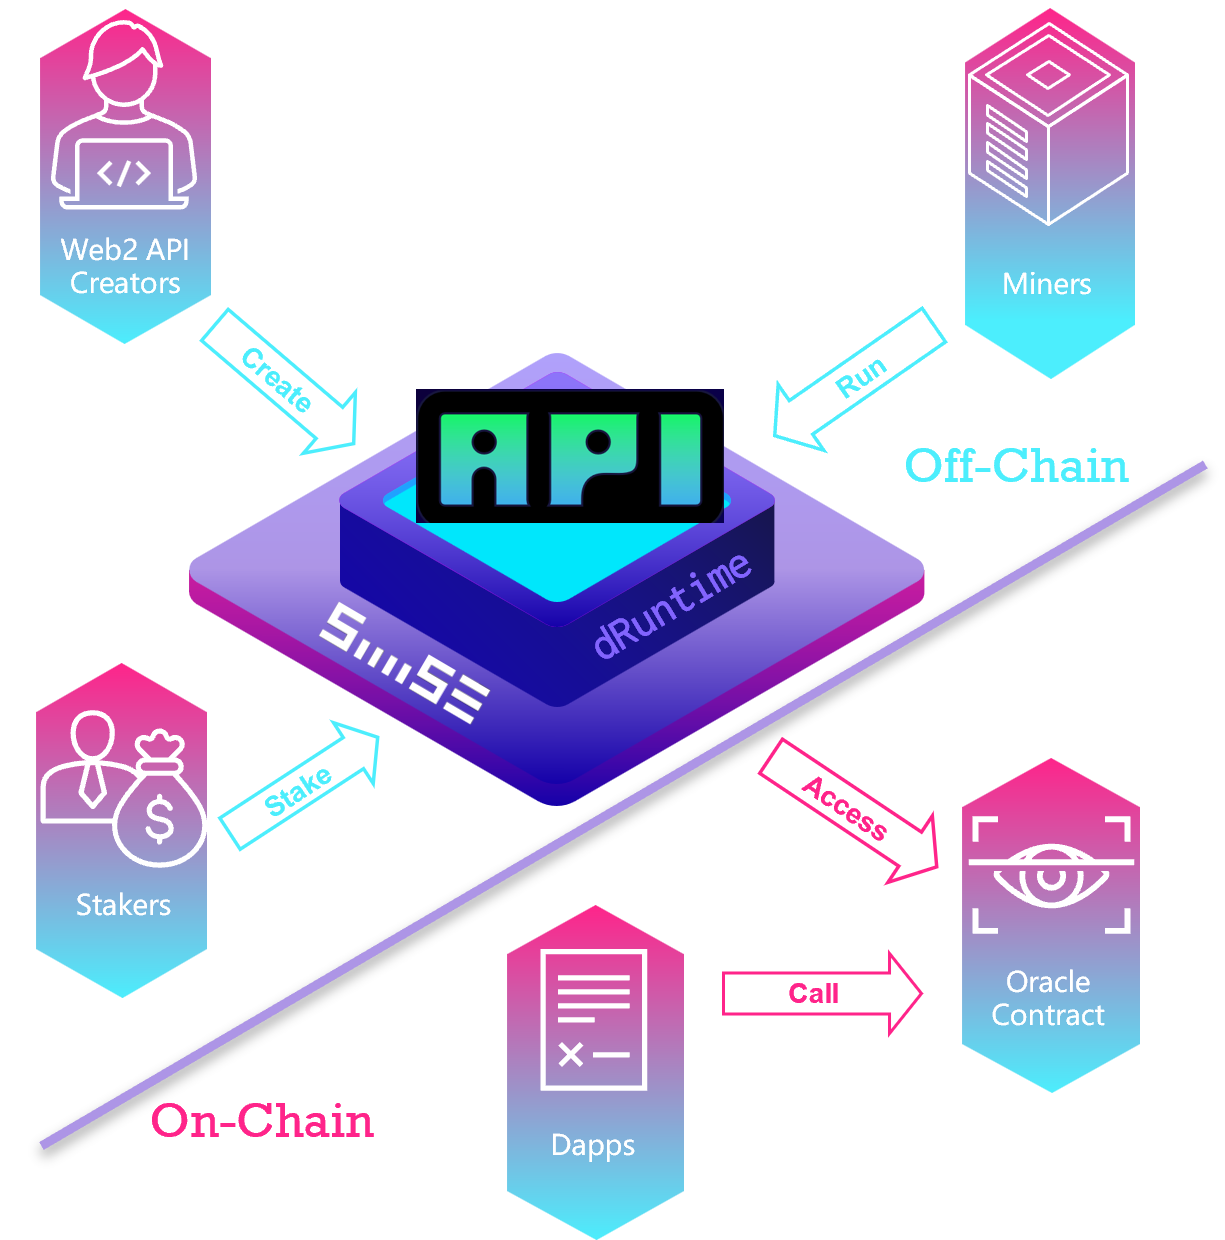 </>
Web2 API
Creators
Miners
Create
Run
API
Off-Chain
dRuntime
Stake
$
Stakers
Access
Call
Oracle
Contract
On-Chain
Dapps